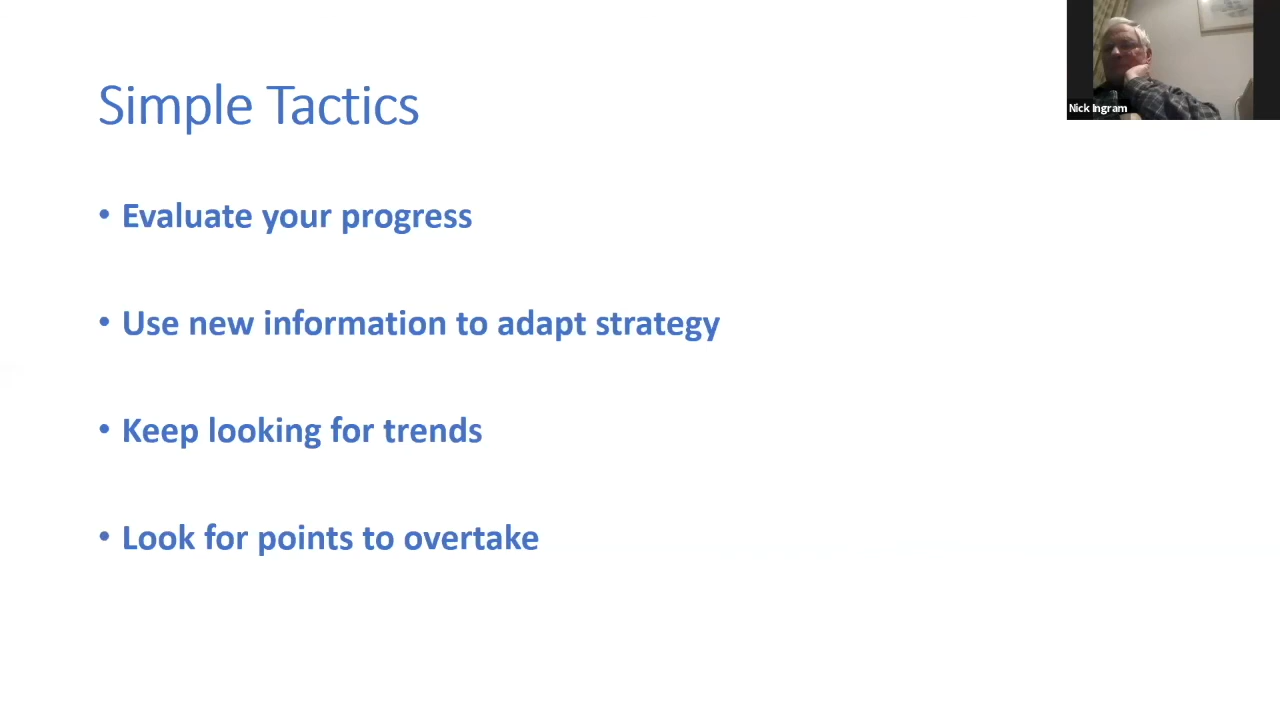 Simple Tactics
• Evaluate your progress
• Use new information to adapt strategy
• Keep looking for trends
• Look for points to overtake
Nick Ingram